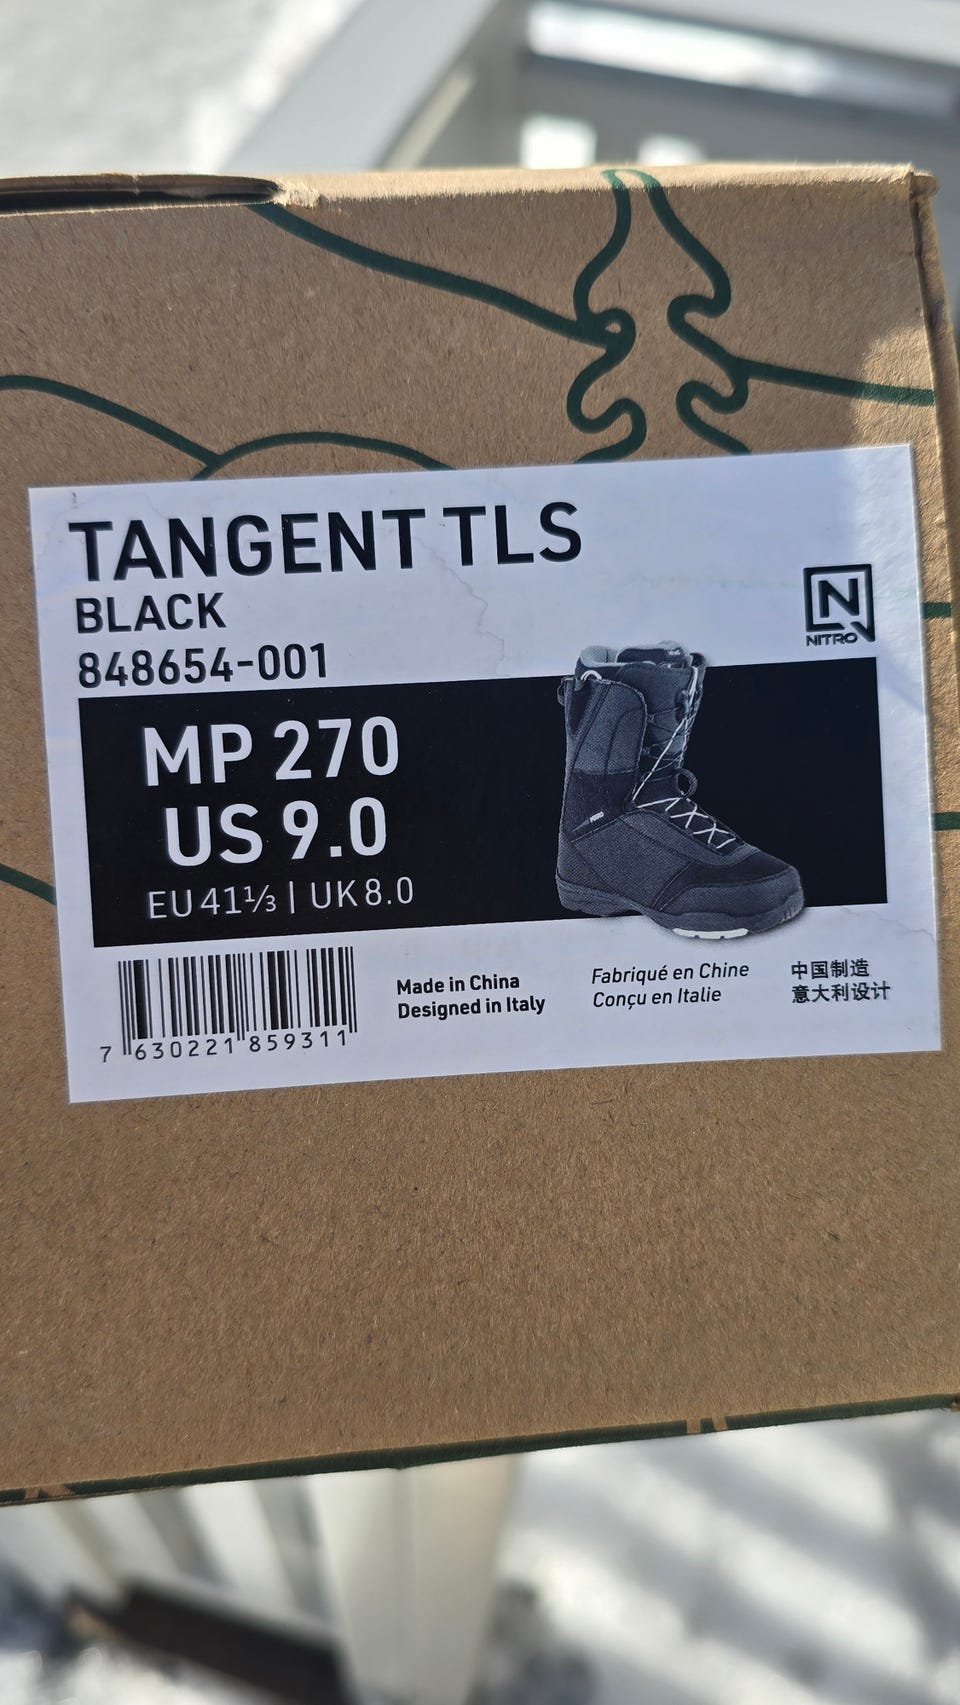 TANGENT TLS
BLACK
848654-001
N
NITRO
MP 270
US 9.0
EU 41⅓ | UK 8.0
7 630221 859311
Made in China
Designed in Italy
Fabriqué en Chine
Conçu en Italie
中国制造
意大利设计